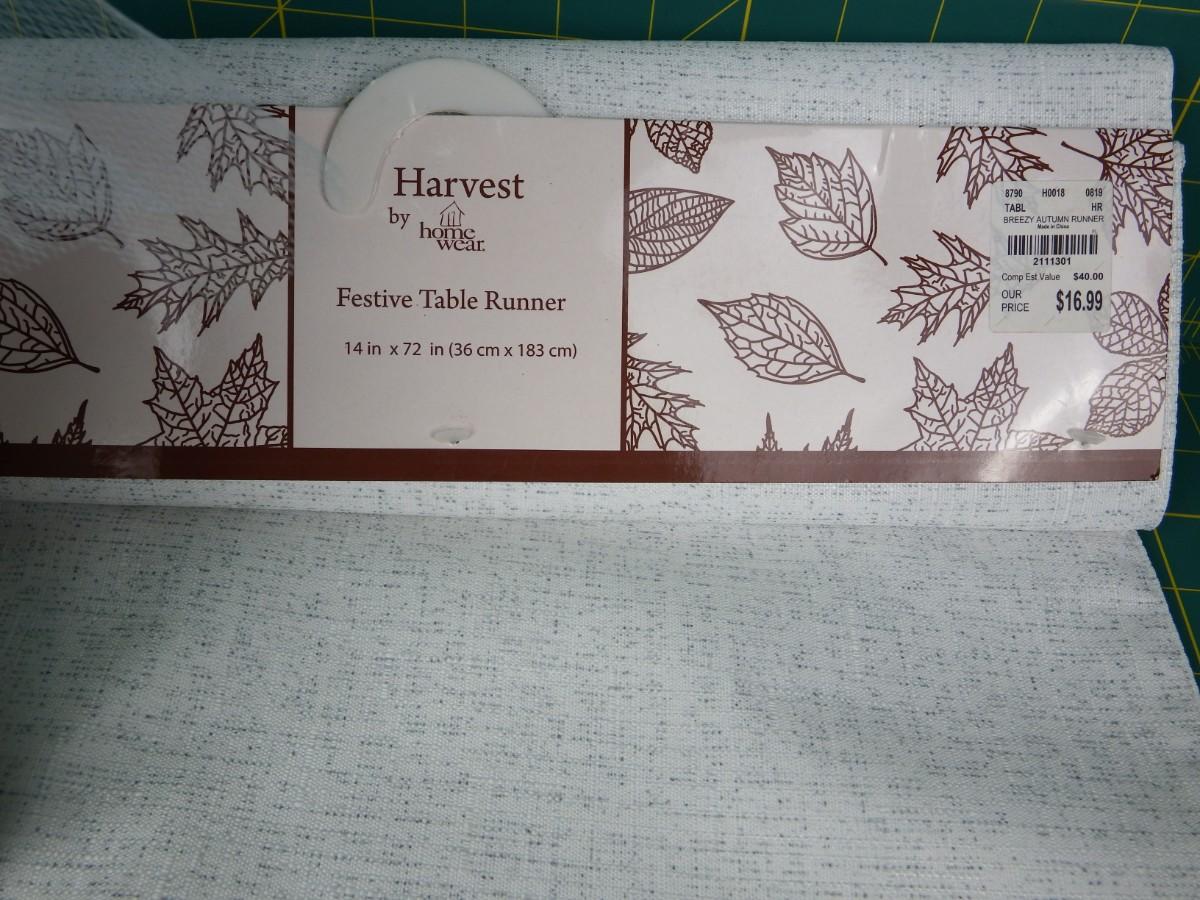 Harvest
by home
wear.
Festive Table Runner
14 in x 72 in (36 cm x 183 cm)
8790 H0018 0819
TABL HR
BREEZY AUTUMN RUNNER
Made in China
2111301
Comp Est.Value $40.00
OUR
PRICE $16.99